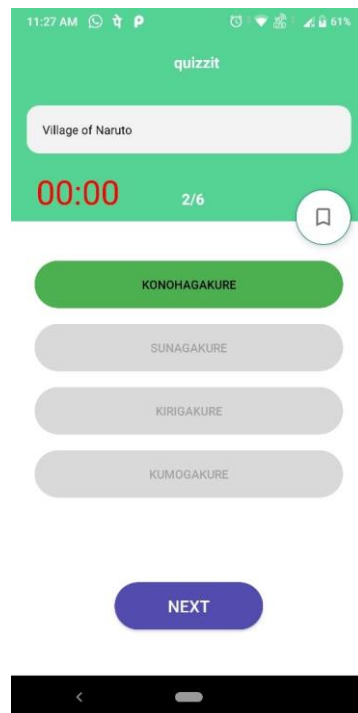 11:27 AM पे P 61%
quizzit
Village of Naruto
00:00 2/6
KONOHAGAKURE
SUNAGAKURE
KIRIGAKURE
KUMOGAKURE
NEXT